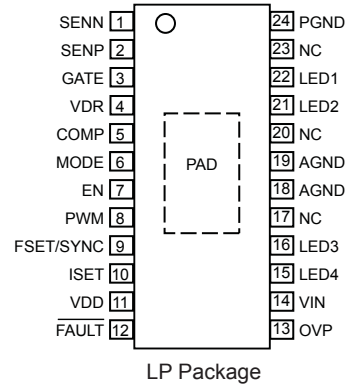 SENN 1
SENP 2
GATE 3
VDR 4
COMP 5
MODE 6
EN 7
PWM 8
FSET/SYNC 9
ISET 10
VDD 11
FAULT 12
PAD
24 PGND
23 NC
22 LED1
21 LED2
20 NC
19 AGND
18 AGND
17 NC
16 LED3
15 LED4
14 VIN
13 OVP
LP Package